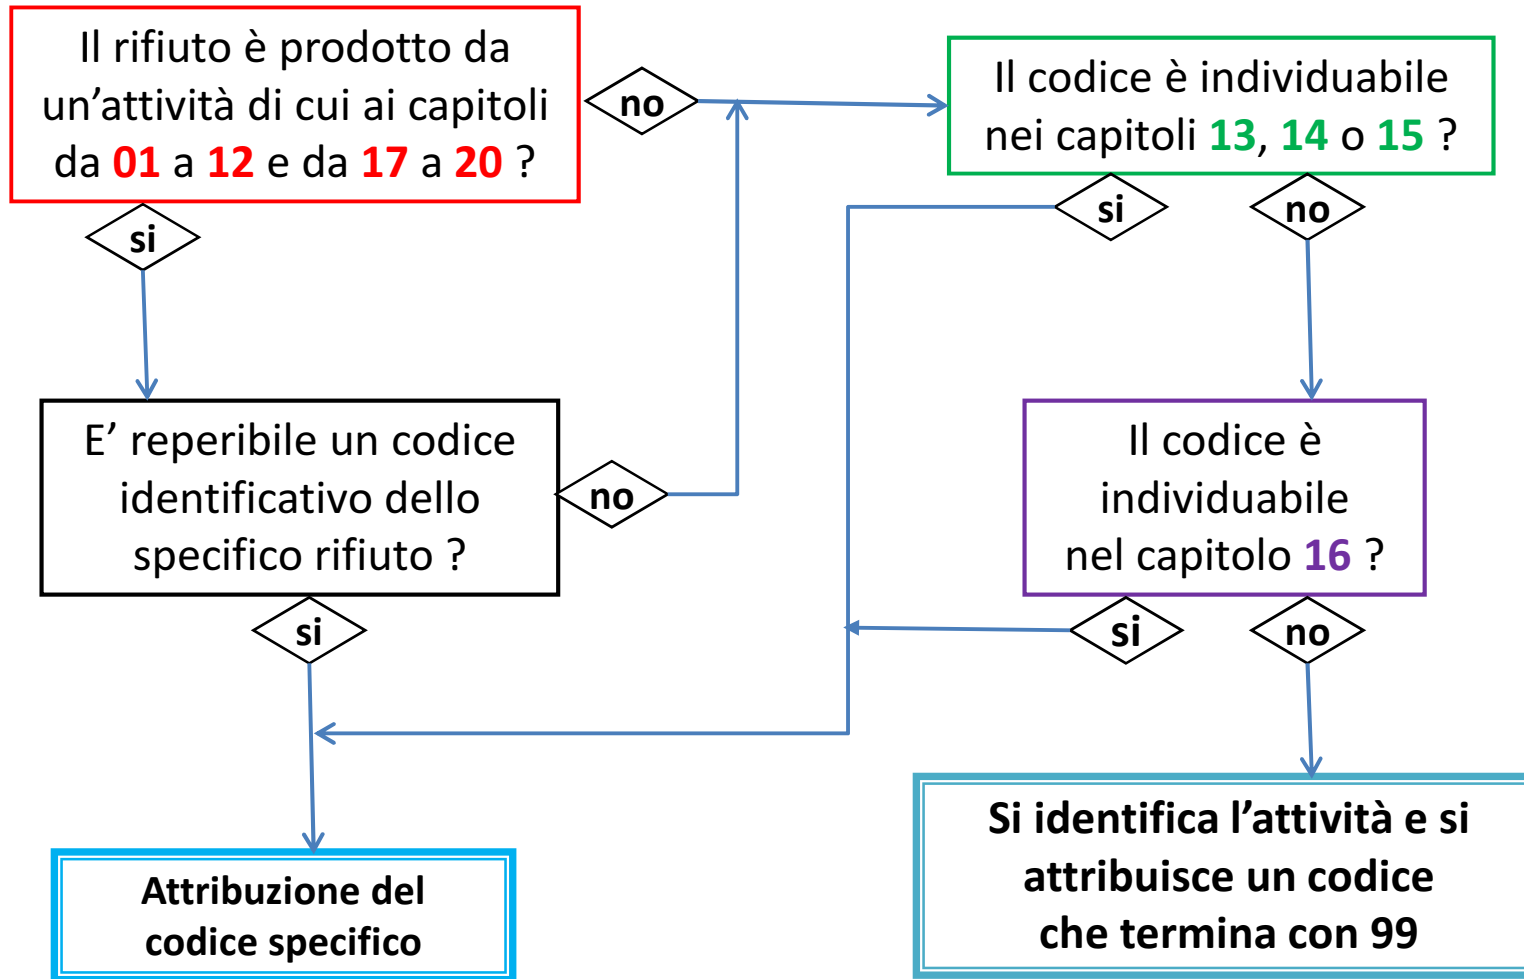 Il rifiuto è prodotto da
un’attività di cui ai capitoli
da 01 a 12 e da 17 a 20 ?
no
si
Il codice è individuabile
nei capitoli 13, 14 o 15 ?
si
no
E’ reperibile un codice
identificativo dello
specifico rifiuto ?
no
si
Il codice è
individuabile
nel capitolo 16 ?
si
no
Attribuzione del
codice specifico
Si identifica l’attività e si
attribuisce un codice
che termina con 99